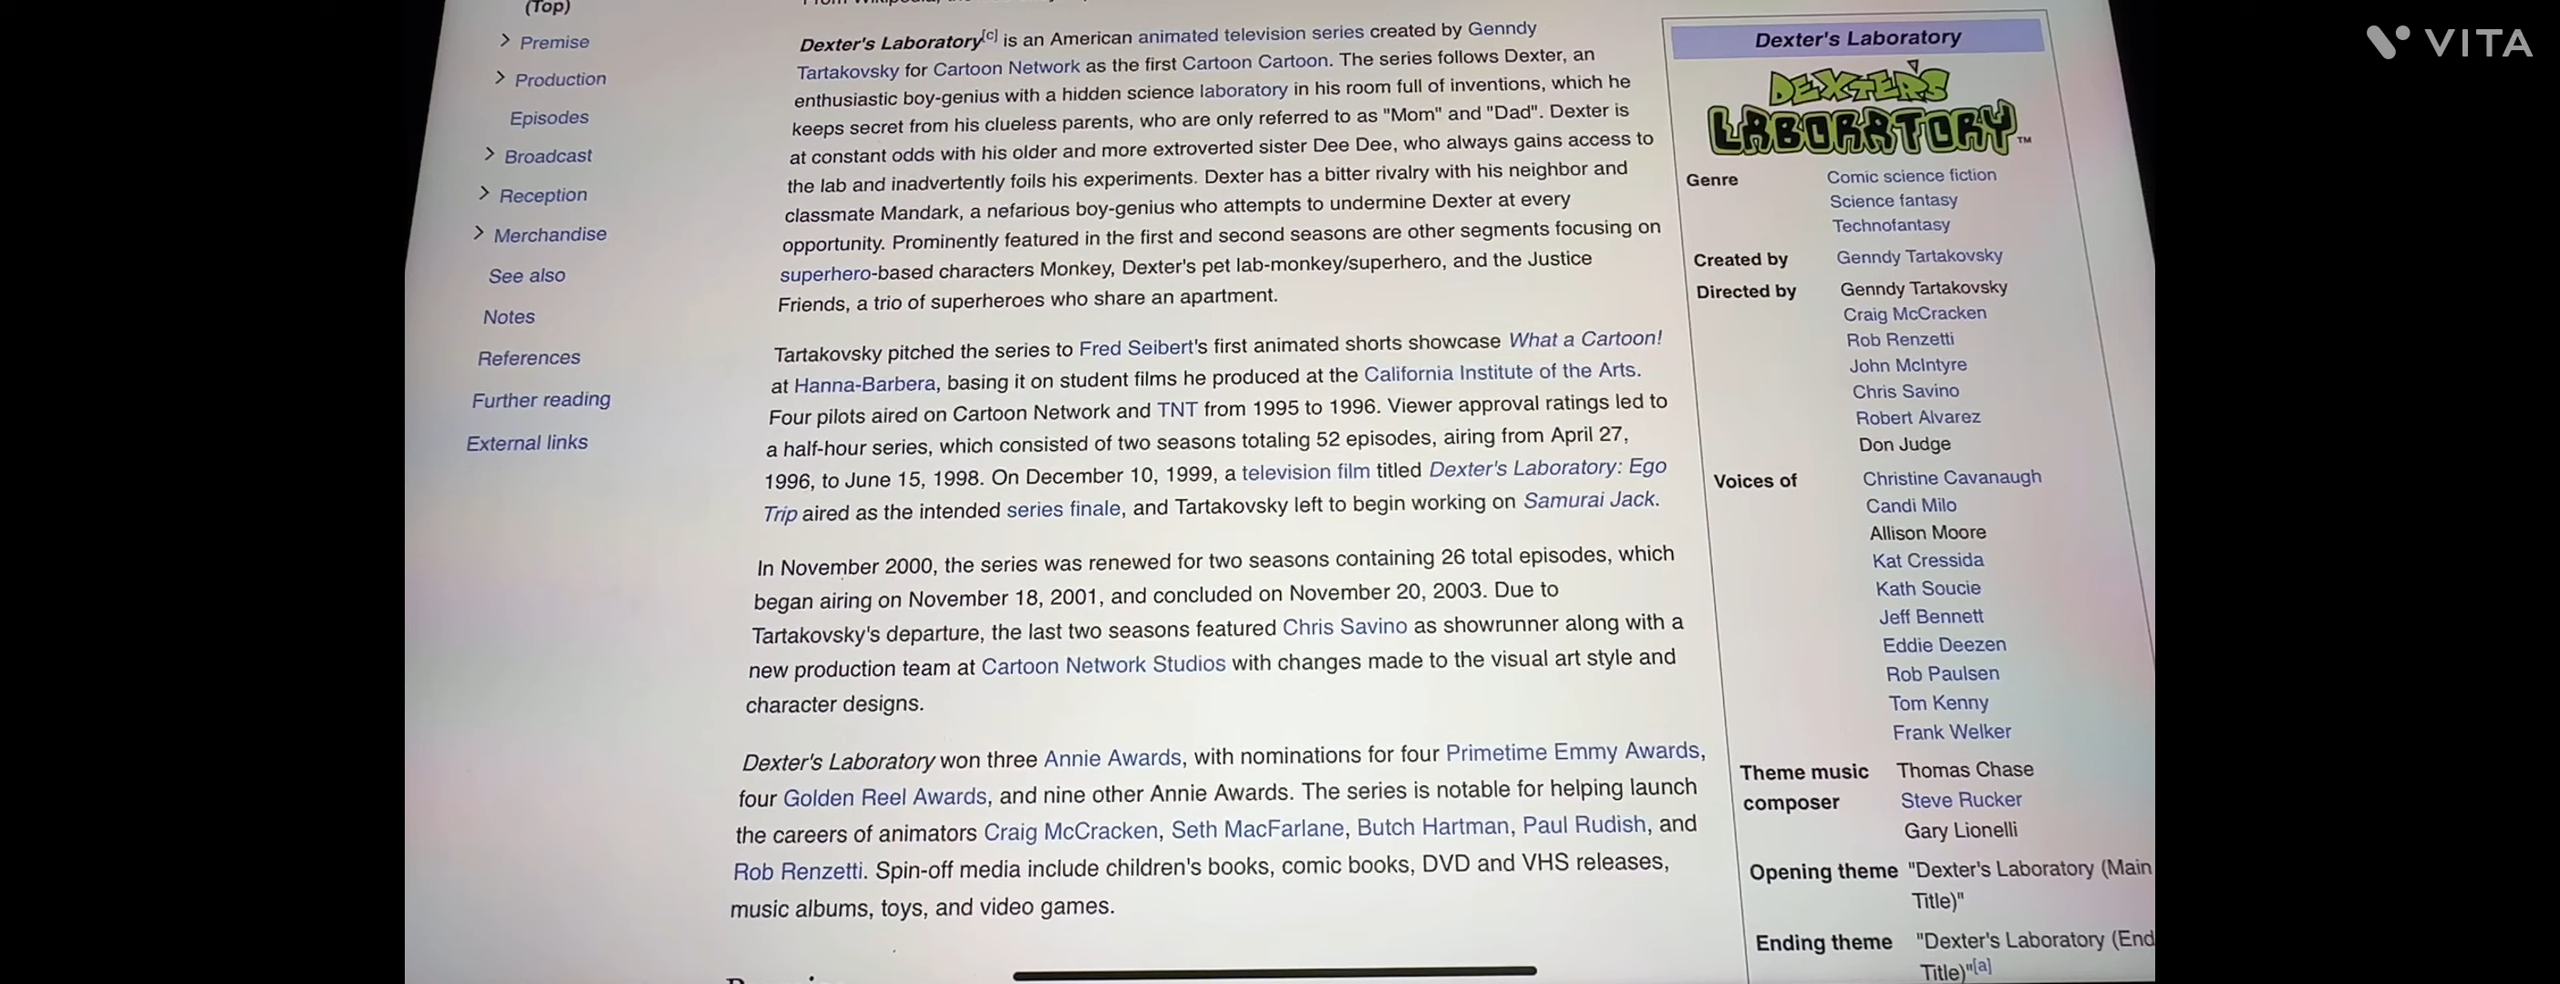 (Top)
Premise
Production
Episodes
Broadcast
Reception
Merchandise
See also
Notes
References
Further reading
External links
Dexter's Laboratory[c] is an American animated television series created by Genndy
Tartakovsky for Cartoon Network as the first Cartoon Cartoon. The series follows Dexter, an
enthusiastic boy-genius with a hidden science laboratory in his room full of inventions, which he
keeps secret from his clueless parents, who are only referred to as "Mom" and "Dad". Dexter is
at constant odds with his older and more extroverted sister Dee Dee, who always gains access to
the lab and inadvertently foils his experiments. Dexter has a bitter rivalry with his neighbor and
classmate Mandark, a nefarious boy-genius who attempts to undermine Dexter at every
opportunity. Prominently featured in the first and second seasons are other segments focusing on
superhero-based characters Monkey, Dexter's pet lab-monkey/superhero, and the Justice
Friends, a trio of superheroes who share an apartment.
Tartakovsky pitched the series to Fred Seibert's first animated shorts showcase What a Cartoon!
at Hanna-Barbera, basing it on student films he produced at the California Institute of the Arts.
Four pilots aired on Cartoon Network and TNT from 1995 to 1996. Viewer approval ratings led to
a half-hour series, which consisted of two seasons totaling 52 episodes, airing from April 27,
1996, to June 15, 1998. On December 10, 1999, a television film titled Dexter's Laboratory: Ego
Trip aired as the intended series finale, and Tartakovsky left to begin working on Samurai Jack.
In November 2000, the series was renewed for two seasons containing 26 total episodes, which
began airing on November 18, 2001, and concluded on November 20, 2003. Due to
Tartakovsky's departure, the last two seasons featured Chris Savino as showrunner along with a
new production team at Cartoon Network Studios with changes made to the visual art style and
character designs.
Dexter's Laboratory won three Annie Awards, with nominations for four Primetime Emmy Awards,
four Golden Reel Awards, and nine other Annie Awards. The series is notable for helping launch
the careers of animators Craig McCracken, Seth MacFarlane, Butch Hartman, Paul Rudish, and
Rob Renzetti. Spin-off media include children's books, comic books, DVD and VHS releases,
music albums, toys, and video games.
Dexter's Laboratory
DEXTER'S
LABORATORY™
Genre Comic science fiction
Science fantasy
Technofantasy
Created by Genndy Tartakovsky
Directed by Genndy Tartakovsky
Craig McCracken
Rob Renzetti
John McIntyre
Chris Savino
Robert Alvarez
Don Judge
Voices of Christine Cavanaugh
Candi Milo
Allison Moore
Kat Cressida
Kath Soucie
Jeff Bennett
Eddie Deezen
Rob Paulsen
Tom Kenny
Frank Welker
Theme music Thomas Chase
composer Steve Rucker
Gary Lionelli
Opening theme "Dexter's Laboratory (Main
Title)"
Ending theme "Dexter's Laboratory (End
Title)"[a]
VITA